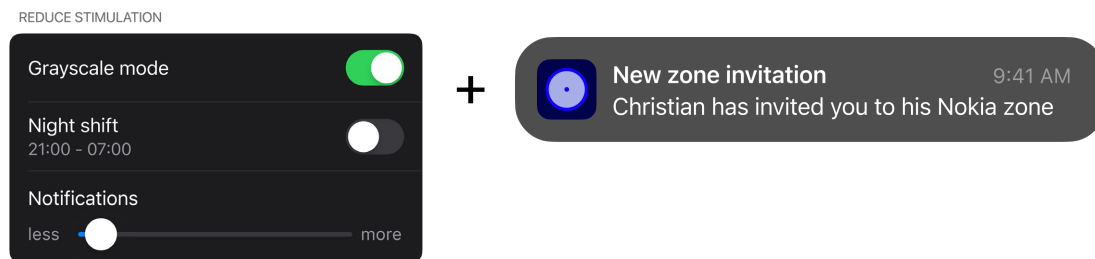 REDUCE STIMULATION
Grayscale mode
Night shift
21:00 - 07:00
Notifications
less more
+
New zone invitation 9:41 AM
Christian has invited you to his Nokia zone